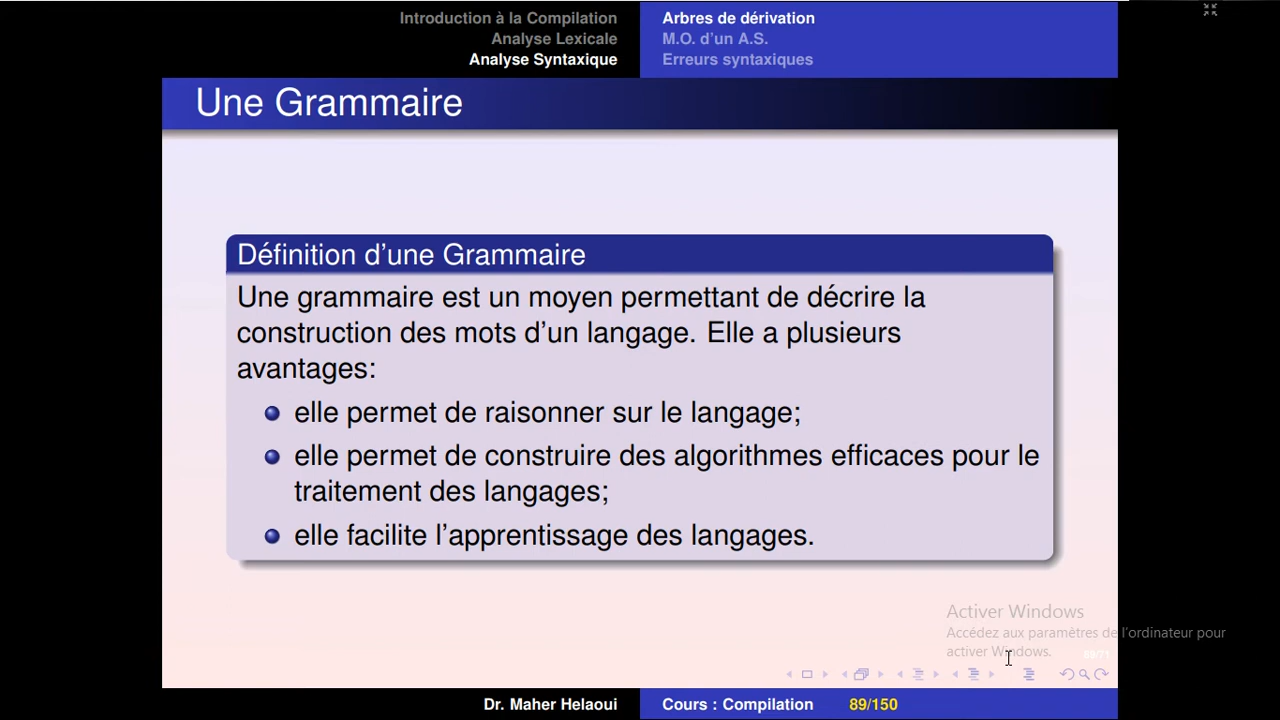 Introduction à la Compilation
Analyse Lexicale
Analyse Syntaxique
Arbres de dérivation
M.O. d'un A.S.
Erreurs syntaxiques
Une Grammaire
Définition d'une Grammaire
Une grammaire est un moyen permettant de décrire la
construction des mots d'un langage. Elle a plusieurs
avantages:
elle permet de raisonner sur le langage;
elle permet de construire des algorithmes efficaces pour le
traitement des langages;
elle facilite l'apprentissage des langages.
Activer Windows
Accédez aux paramètres de l'ordinateur pour
activer Windows.
Dr. Maher Helaoui
Cours : Compilation
89/150